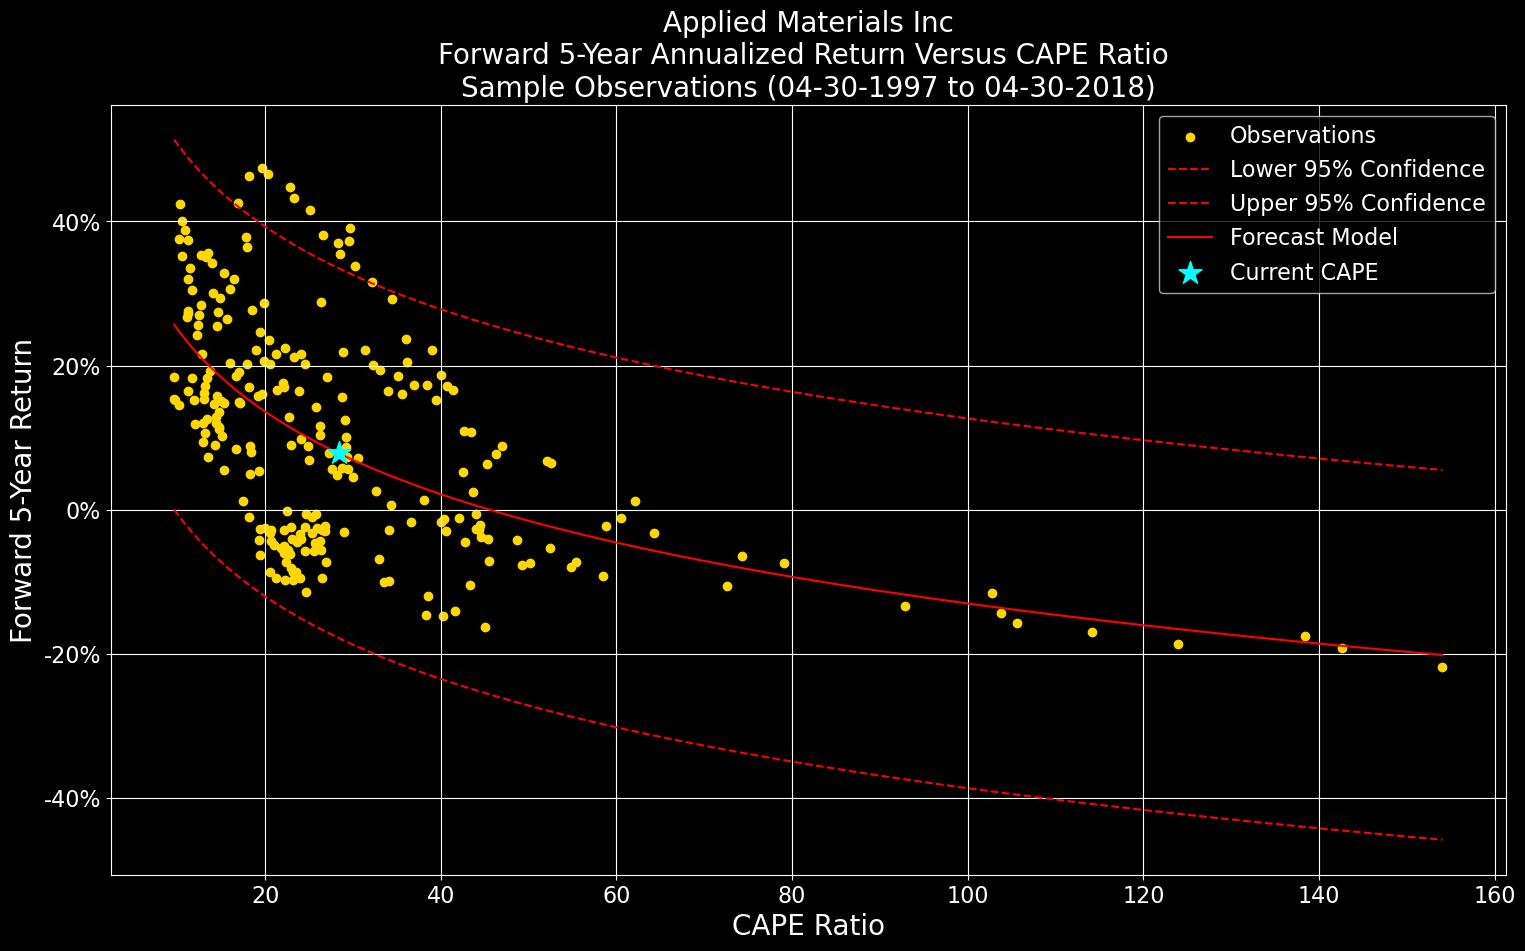 Applied Materials Inc
Forward 5-Year Annualized Return Versus CAPE Ratio
Sample Observations (04-30-1997 to 04-30-2018)
Observations
Lower 95% Confidence
Upper 95% Confidence
Forecast Model
Current CAPE
Forward 5-Year Return
40%
20%
0%
-20%
-40%
20 40 60 80 100 120 140 160
CAPE Ratio